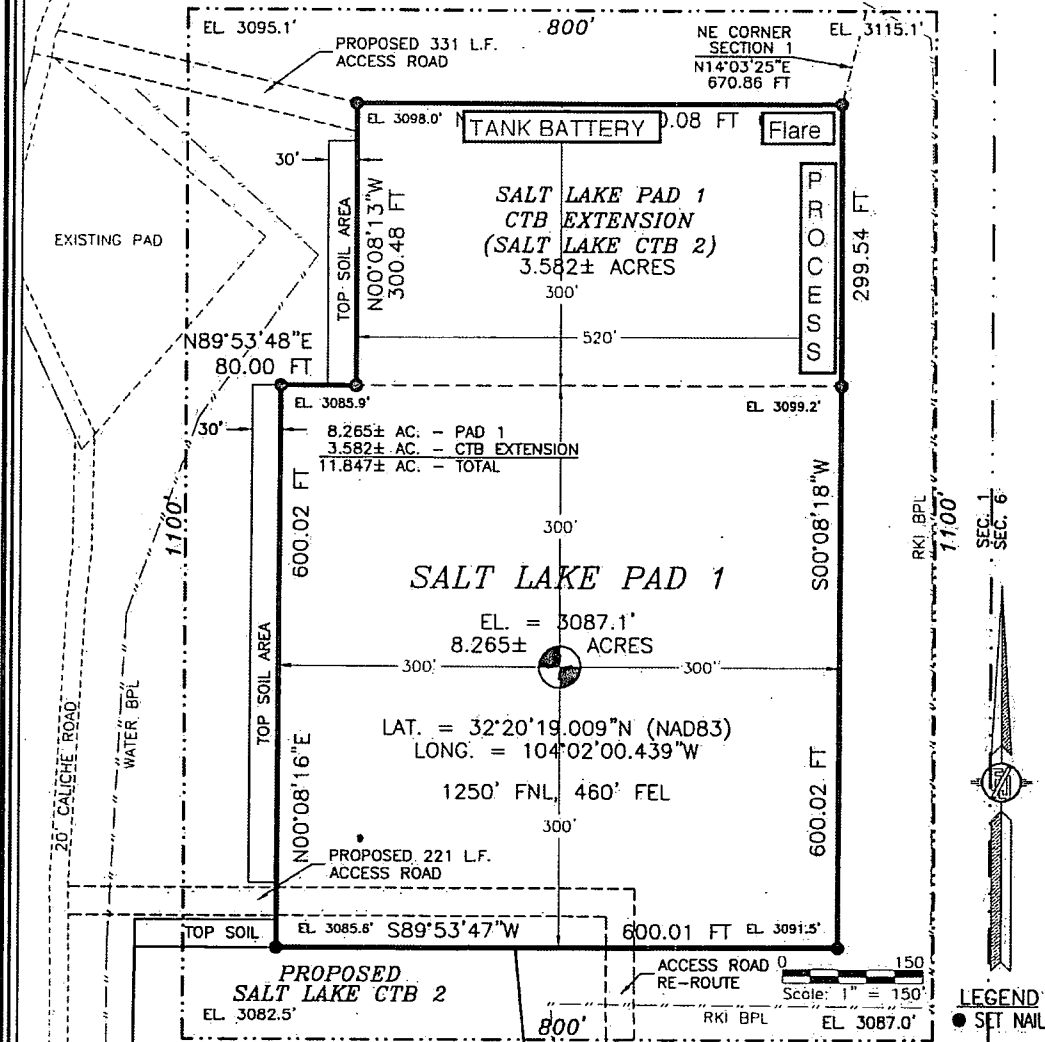 EL. 3095.1'
800'
NE CORNER
SECTION 1
N14°03'25"E
670.86 FT
EL. 3115.1'
PROPOSED 331 L.F.
ACCESS ROAD
EL. 3098.0'
TANK BATTERY
0.08 FT
Flare
PROCESS
30'
TOP SOIL AREA
N00°08'13"W
300.48 FT
SALT LAKE PAD 1
CTB EXTENSION
(SALT LAKE CTB 2)
3.582± ACRES
300'
520'
299.54 FT
EXISTING PAD
N89°53'48"E
80.00 FT
EL. 3085.9'
EL. 3099.2'
30'
8.265± AC. - PAD 1
3.582± AC. - CTB EXTENSION
11.847± AC. - TOTAL
1100'
600.02 FT
300'
S00°08'18"W
RKI BPL
1100'
SEC. 1
SEC. 6
SALT LAKE PAD 1
EL. = 3087.1'
8.265± ACRES
300'
300'
TOP SOIL AREA
20' CALICHE ROAD
WATER BPL
N00°08'16"E
LAT. = 32°20'19.009"N (NAD83)
LONG. = 104°02'00.439"W
1250' FNL, 460' FEL
300'
600.02 FT
PROPOSED 221 L.F.
ACCESS ROAD
TOP SOIL
EL. 3085.8'
S89°53'47"W
600.01 FT
EL. 3091.5'
PROPOSED
SALT LAKE CTB 2
EL. 3082.5'
ACCESS ROAD
RE-ROUTE
0 150
Scale: 1" = 150'
800'
RKI BPL
EL. 3087.0'
LEGEND
SET NAIL